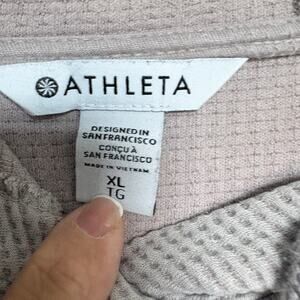 ATHLETA
DESIGNED IN
SAN FRANCISCO
CONÇU À
SAN FRANCISCO
MADE IN VIETNAM
XL
TG